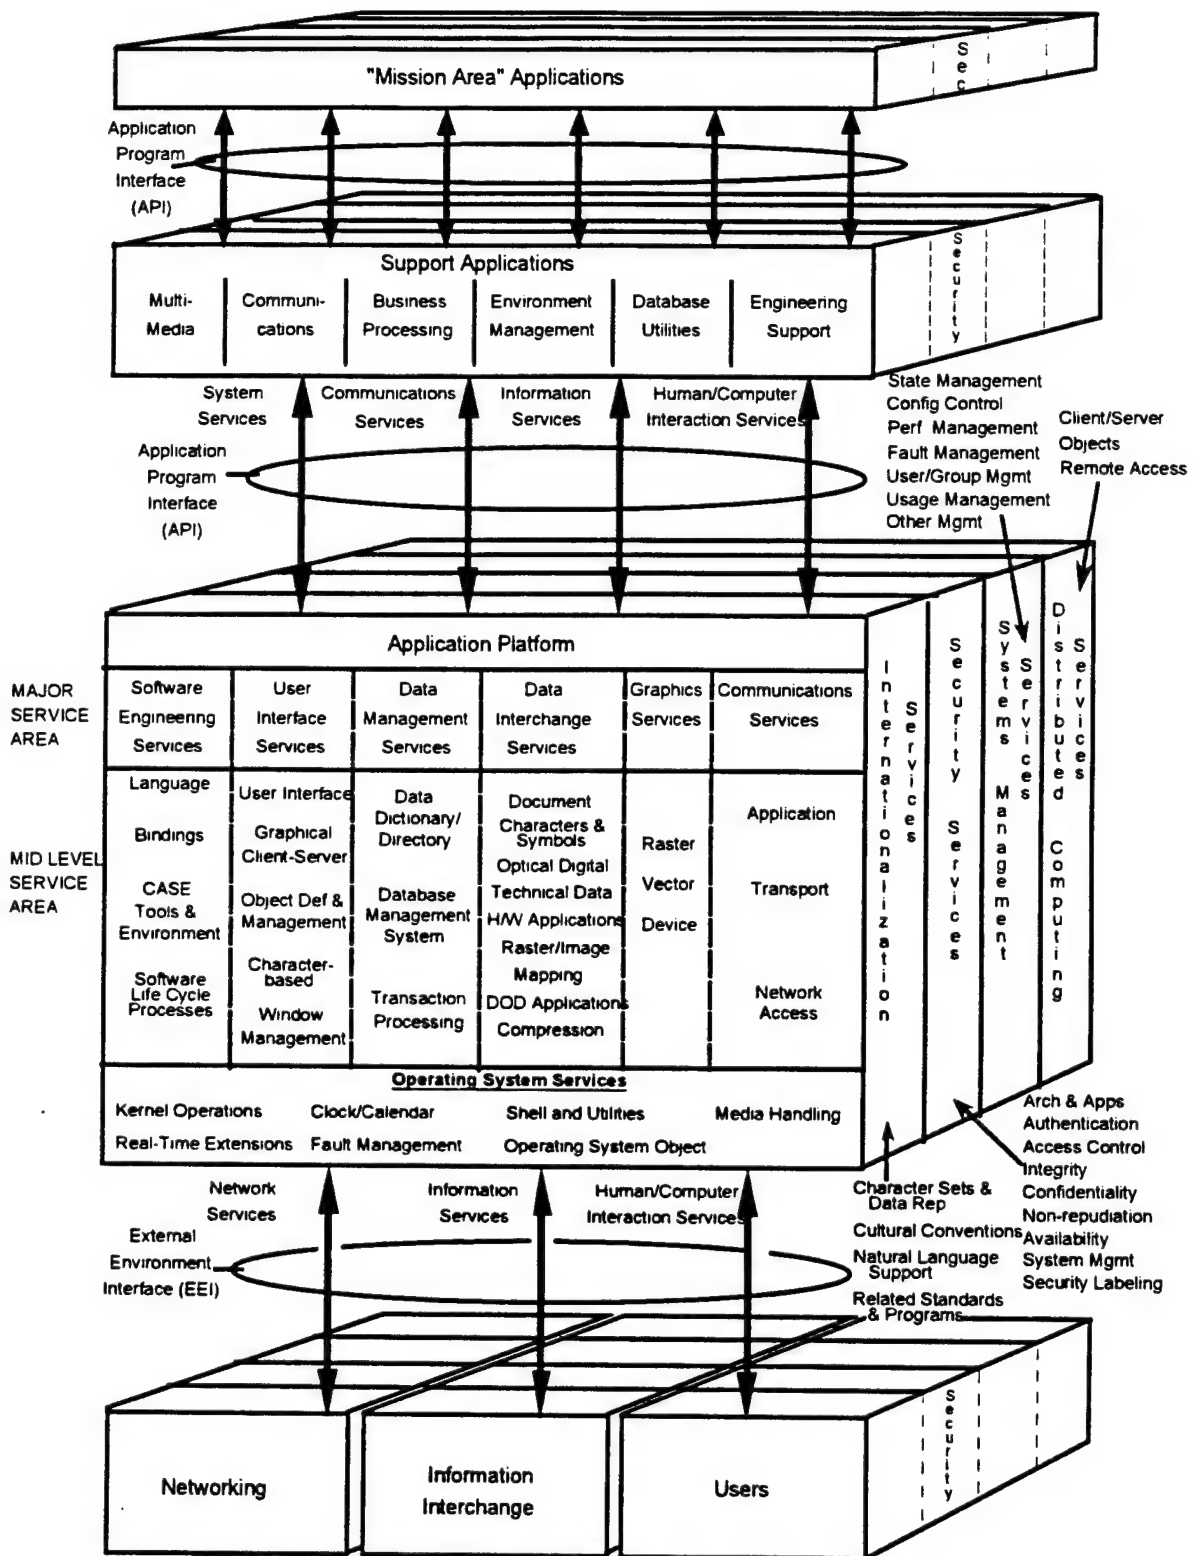 "Mission Area" Applications
Sec
Application
Program
Interface
(API)
Support Applications
Multi-
Media
Communi-
cations
Business
Processing
Environment
Management
Database
Utilities
Engineering
Support
Security
System
Services
Communications
Services
Information
Services
Human/Computer
Interaction Services
Application
Program
Interface
(API)
State Management
Config Control
Perf Management
Fault Management
User/Group Mgmt
Usage Management
Other Mgmt
Client/Server
Objects
Remote Access
Application Platform
MAJOR
SERVICE
AREA
Software
Engineering
Services
User
Interface
Services
Data
Management
Services
Data
Interchange
Services
Graphics
Services
Communications
Services
MID LEVEL
SERVICE
AREA
Language
Bindings
CASE
Tools &
Environment
Software
Life Cycle
Processes
User Interface
Graphical
Client-Server
Object Def &
Management
Character-
based
Window
Management
Data
Dictionary/
Directory
Database
Management
System
Transaction
Processing
Document
Characters &
Symbols
Optical Digital
Technical Data
H/W Applications
Raster/Image
Mapping
DOD Applications
Compression
Raster
Vector
Device
Application
Transport
Network
Access
Internationalization
Services
Security Services
Systems Management
Services
Distributed Computing
Services
Operating System Services
Kernel Operations
Clock/Calendar
Shell and Utilities
Media Handling
Real-Time Extensions
Fault Management
Operating System Object
Network
Services
Information
Services
Human/Computer
Interaction Services
External
Environment
Interface (EEI)
Character Sets &
Data Rep
Cultural Conventions
Natural Language
Support
Related Standards
& Programs
Arch & Apps
Authentication
Access Control
Integrity
Confidentiality
Non-repudiation
Availability
System Mgmt
Security Labeling
Networking
Information
Interchange
Users
Security